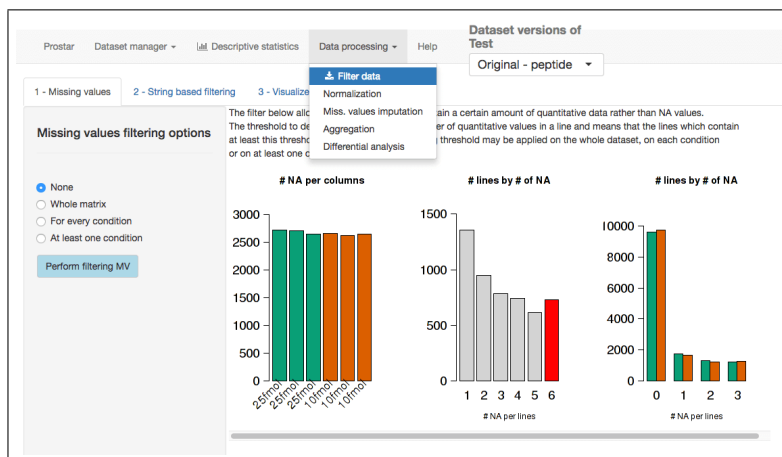 Prostar
Dataset manager
Descriptive statistics
Data processing
Help
Dataset versions of
Test
Original - peptide
Filter data
Normalization
Miss. values imputation
Aggregation
Differential analysis
1 - Missing values
2 - String based filtering
3 - Visualize
Missing values filtering options
None
Whole matrix
For every condition
At least one condition
Perform filtering MV
The filter below allo ain a certain amount of quantitative data rather than NA values.
The threshold to de er of quantitative values in a line and means that the lines which contain
at least this thresho g threshold may be applied on the whole dataset, on each condition
or on at least one c
# NA per columns
3000
2500
2000
1500
1000
500
0
25fmol
25fmol
25fmol
10fmol
10fmol
10fmol
# lines by # of NA
1500
1000
500
0
1 2 3 4 5 6
# NA per lines
# lines by # of NA
10000
8000
6000
4000
2000
0
0 1 2 3
# NA per lines